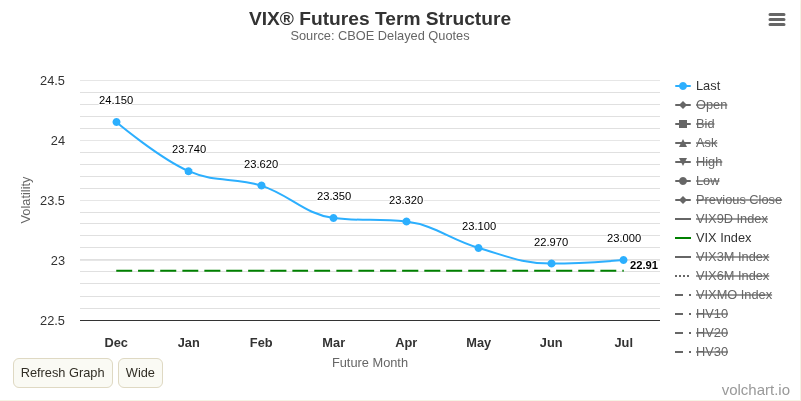 VIX® Futures Term Structure
Source: CBOE Delayed Quotes
24.5
24
23.5
23
22.5
Volatility
24.150
23.740
23.620
23.350
23.320
23.100
22.970
23.000
22.91
Dec Jan Feb Mar Apr May Jun Jul
Future Month
Last
Open
Bid
Ask
High
Low
Previous Close
VIX9D Index
VIX Index
VIX3M Index
VIX6M Index
VIXMO Index
HV10
HV20
HV30
Refresh Graph Wide
volchart.io